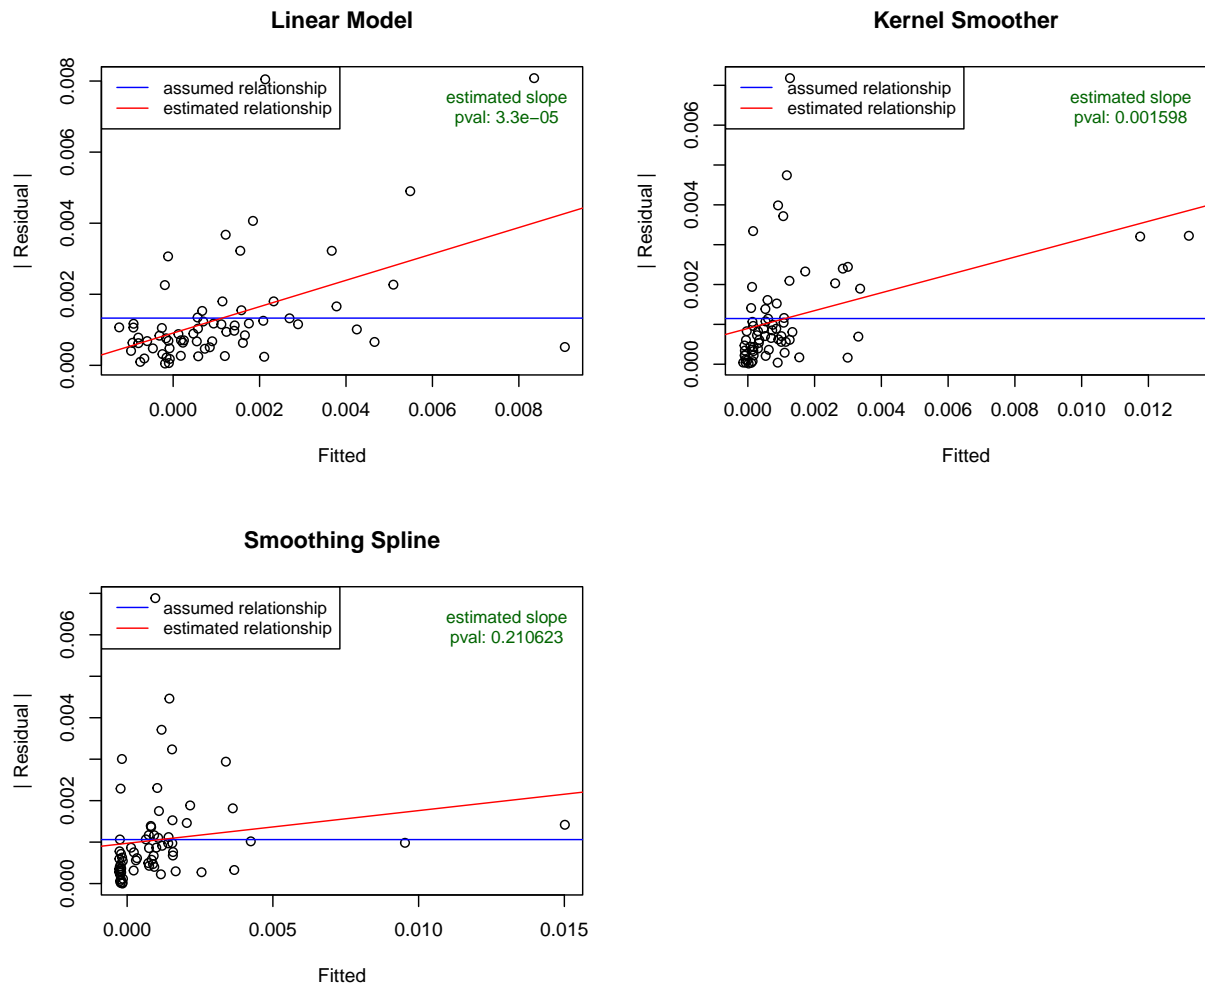 Linear Model
assumed relationship
estimated relationship
estimated slope
pval: 3.3e−05
| Residual |
0.008
0.006
0.004
0.002
0.000
0.000 0.002 0.004 0.006 0.008
Fitted
Kernel Smoother
assumed relationship
estimated relationship
estimated slope
pval: 0.001598
| Residual |
0.006
0.004
0.002
0.000
0.000 0.002 0.004 0.006 0.008 0.010 0.012
Fitted
Smoothing Spline
assumed relationship
estimated relationship
estimated slope
pval: 0.210623
| Residual |
0.006
0.004
0.002
0.000
0.000 0.005 0.010 0.015
Fitted